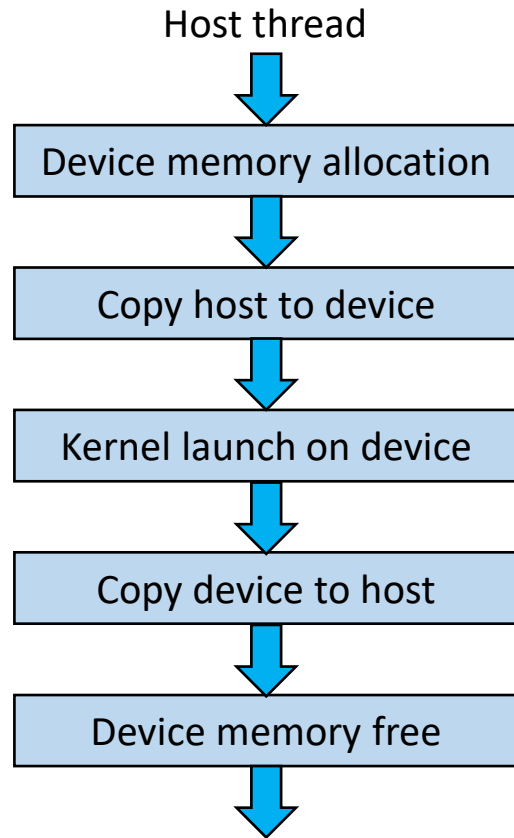 Host thread
Device memory allocation
Copy host to device
Kernel launch on device
Copy device to host
Device memory free